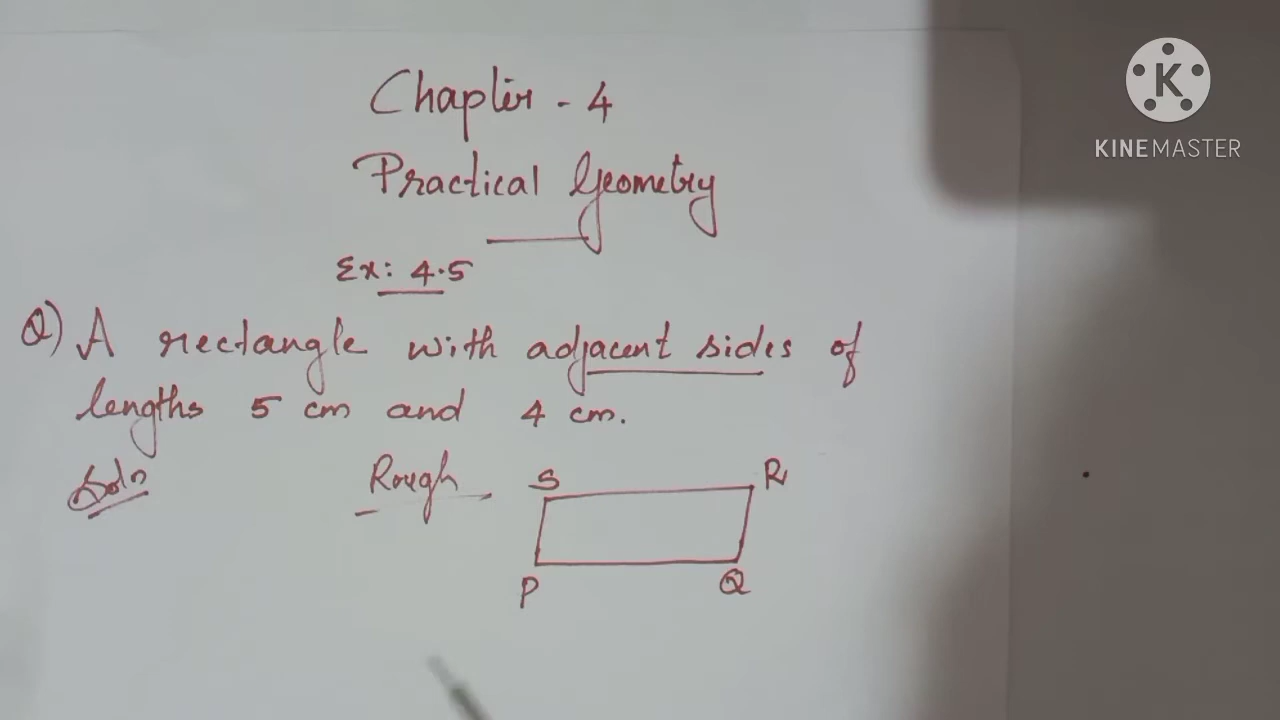 Chapter - 4
Practical Geometry
Ex: 4.5
Q) A rectangle with adjacent sides of
lengths 5 cm and 4 cm.
Soln
Rough
S
R
P
Q
K
KINEMASTER